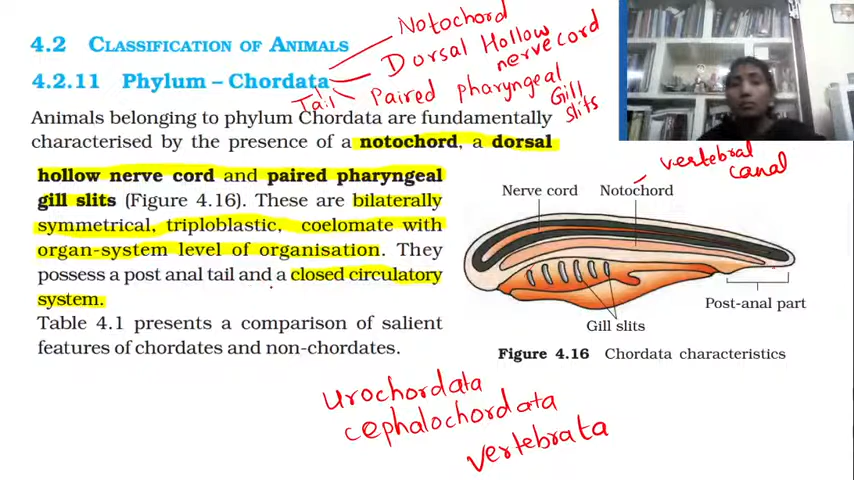 4.2 CLASSIFICATION OF ANIMALS
4.2.11 Phylum – Chordata
Notochord
Dorsal Hollow
nerve cord
Paired pharyngeal
Gill
slits
Tail
Animals belonging to phylum Chordata are fundamentally
characterised by the presence of a notochord, a dorsal
hollow nerve cord and paired pharyngeal
gill slits (Figure 4.16). These are bilaterally
symmetrical, triploblastic, coelomate with
organ-system level of organisation. They
possess a post anal tail and a closed circulatory
system.
Table 4.1 presents a comparison of salient
features of chordates and non-chordates.
vertebral
canal
Nerve cord Notochord
Post-anal part
Gill slits
Figure 4.16 Chordata characteristics
urochordata
cephalochordata
vertebrata